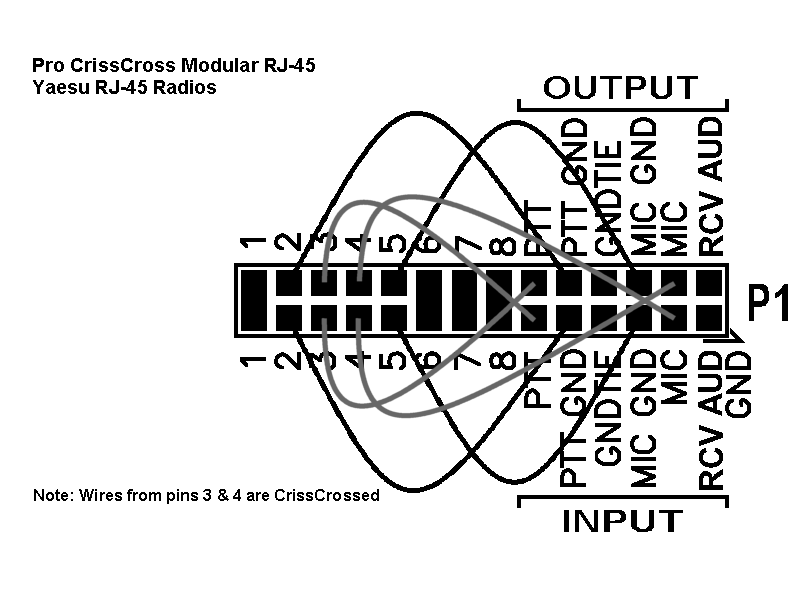 Pro CrissCross Modular RJ-45
Yaesu RJ-45 Radios
OUTPUT
1 2 3 4 5 6 7 8 PTT PTT GND GNDTIE MIC GND MIC RCV AUD
P1
1 2 3 4 5 6 7 8 PTT PTT GND GNDTIE MIC GND MIC RCV AUD GND
Note: Wires from pins 3 & 4 are CrissCrossed
INPUT